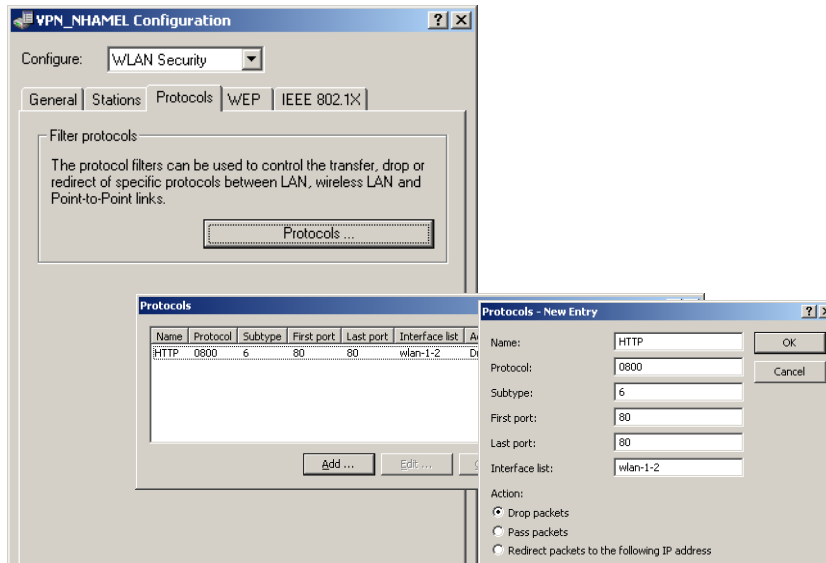 VPN_NHAMEL Configuration
Configure: WLAN Security
General Stations Protocols WEP IEEE 802.1X
Filter protocols
The protocol filters can be used to control the transfer, drop or
redirect of specific protocols between LAN, wireless LAN and
Point-to-Point links.
Protocols ...
Protocols
Name Protocol Subtype First port Last port Interface list
HTTP 0800 6 80 80 wlan-1-2
Add ... Edit ...
Protocols - New Entry
Name: HTTP
OK
Protocol: 0800
Cancel
Subtype: 6
First port: 80
Last port: 80
Interface list: wlan-1-2
Action:
Drop packets
Pass packets
Redirect packets to the following IP address